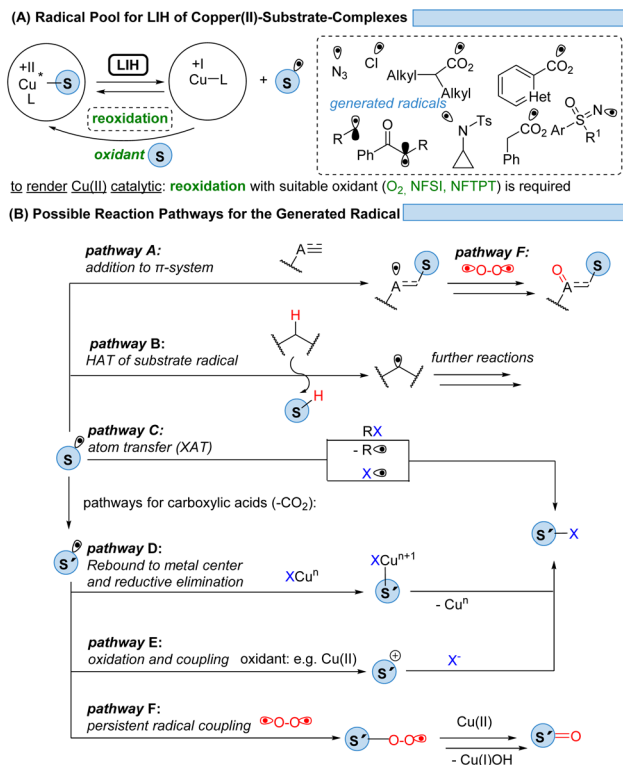 (A) Radical Pool for LIH of Copper(II)-Substrate-Complexes
+II
Cu * S
L
LIH
reoxidation
oxidant S
+I
Cu—L
+ S
N3
Cl
Alkyl
CO2
Alkyl
CO2
Het
generated radicals
R
Ph
O
R
N
Ts
CO2
Ph
O
N
Ar
S
R1
to render Cu(II) catalytic: reoxidation with suitable oxidant (O2, NFSI, NFTPT) is required
(B) Possible Reaction Pathways for the Generated Radical
pathway A:
addition to π-system
A
A
S
pathway F:
O-O
O
A
S
pathway B:
HAT of substrate radical
H
S H
further reactions
S
pathway C:
atom transfer (XAT)
RX
- R
X
pathways for carboxylic acids (-CO2):
S′—X
S′
pathway D:
Rebound to metal center
and reductive elimination
XCun
XCun+1
S′
- Cun
pathway E:
oxidation and coupling
oxidant: e.g. Cu(II)
S′ +
X-
pathway F:
persistent radical coupling
O-O
S′—O-O
Cu(II)
- Cu(I)OH
S′=O